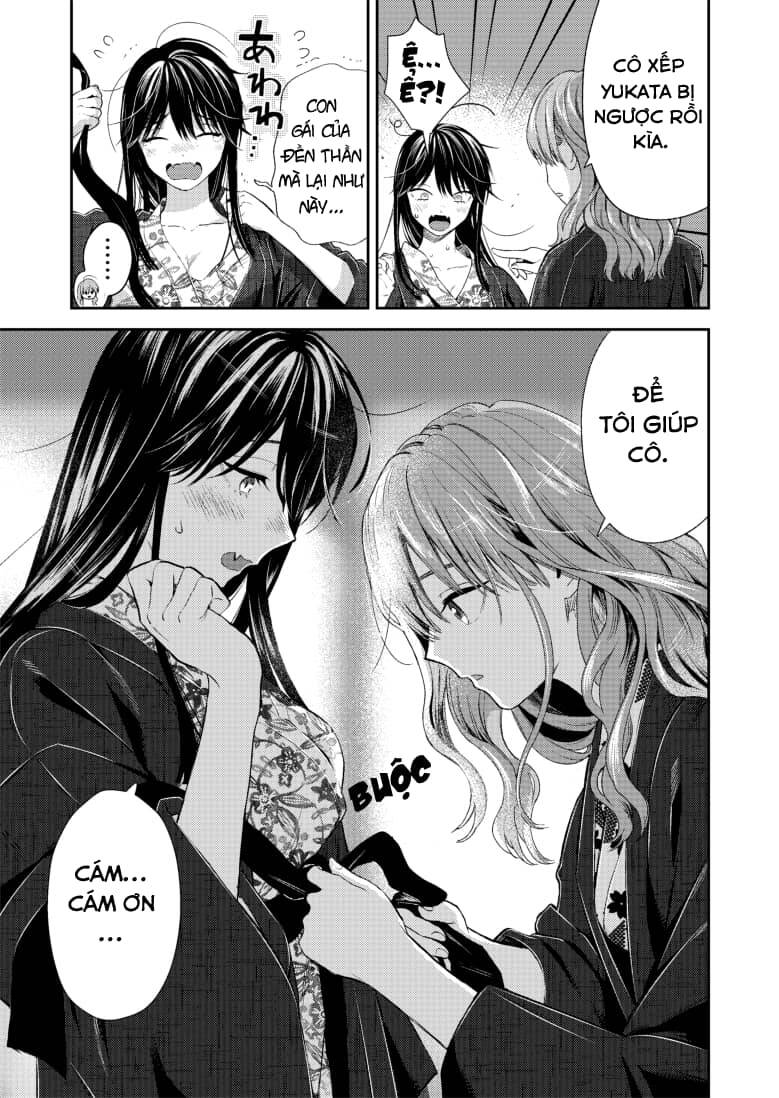 CÔ XẾP
YUKATA BỊ
NGƯỢC RỒI
KÌA.
Ê...
Ể?!
あわわ...
CON
GÁI CỦA
ĐỀN THẦN
MÀ LẠI NHƯ
NÀY...
......
ĐỂ
TÔI GIÚP
CÔ.
BUỘC
CÁM...
CÁM ƠN
...